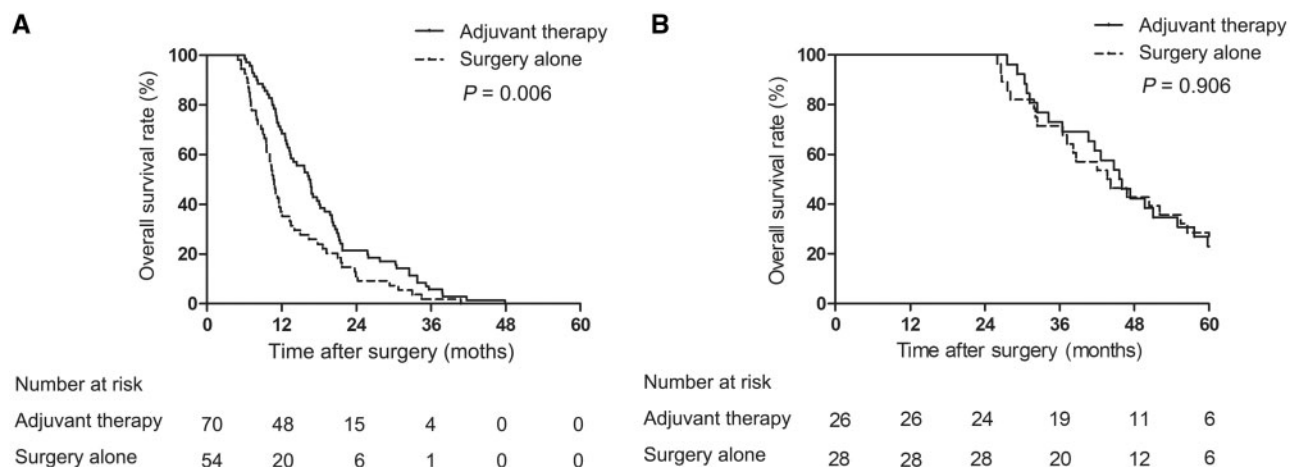 A
Adjuvant therapy
Surgery alone
P = 0.006
Overall survival rate (%)
100
80
60
40
20
0
0 12 24 36 48 60
Time after surgery (moths)
Number at risk
Adjuvant therapy 70 48 15 4 0 0
Surgery alone 54 20 6 1 0 0
B
Adjuvant therapy
Surgery alone
P = 0.906
Overall survival rate (%)
100
80
60
40
20
0
0 12 24 36 48 60
Time after surgery (months)
Number at risk
Adjuvant therapy 26 26 24 19 11 6
Surgery alone 28 28 28 20 12 6